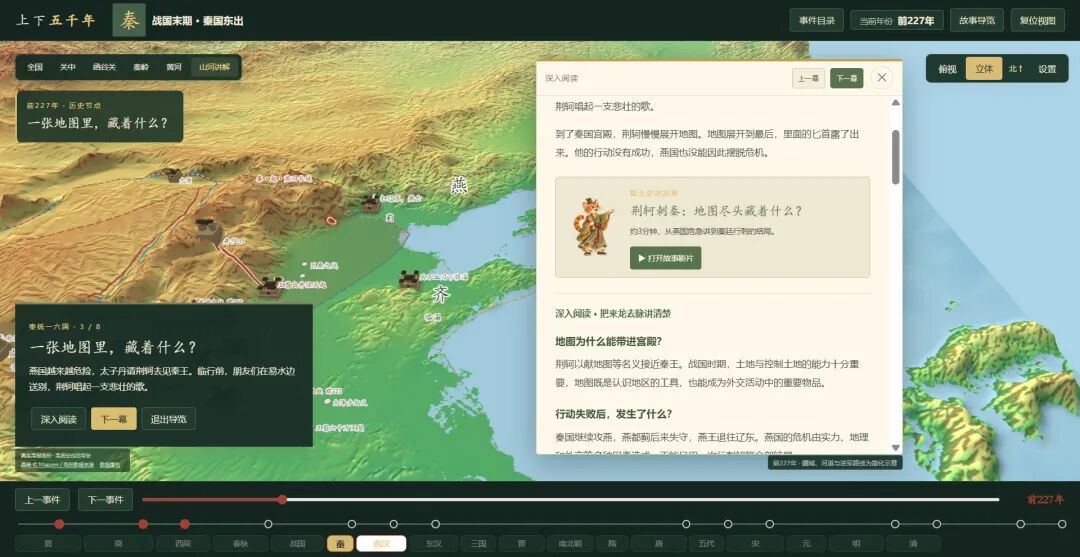 上下五千年
秦
战国末期·秦国东出
事件目录
当前年份 前227年
故事导览
复位视图
全国 关中 函谷关 秦岭 黄河 山河讲解
俯视 立体 北↑ 设置
前227年·历史节点
一张地图里，藏着什么？
燕
蓟
齐
临淄
深入阅读
上一幕
下一幕
荆轲唱起一支悲壮的歌。
到了秦国宫殿，荆轲慢慢展开地图。地图展开到最后，里面的匕首露了出
来。他的行动没有成功，燕国也没能因此摆脱危机。
荆轲刺秦：地图尽头藏着什么？
约3分钟，从燕国危急讲到秦廷行刺的结局。
▶ 打开故事影片
深入阅读·把来龙去脉讲清楚
地图为什么能带进宫殿？
荆轲以献地图等名义接近秦王。战国时期，土地与控制土地的能力十分重
要，地图既是认识地区的工具，也能成为外交活动中的重要物品。
行动失败后，发生了什么？
秦国继续攻燕，燕都蓟后来失守，燕王退往辽东。燕国的危机由实力、地理
秦统一六国·3 / 8
一张地图里，藏着什么？
燕国越来越危险，太子丹请荆轲去见秦王。临行前，朋友们在易水边
送别，荆轲唱起一支悲壮的歌。
深入阅读
下一幕
退出导览
前227年·疆域、河道与进军路线为简化示意
上一事件
下一事件
前227年
夏 商 西周 春秋 战国 秦 西汉 东汉 三国 晋 南北朝 隋 唐 五代 宋 元 明 清